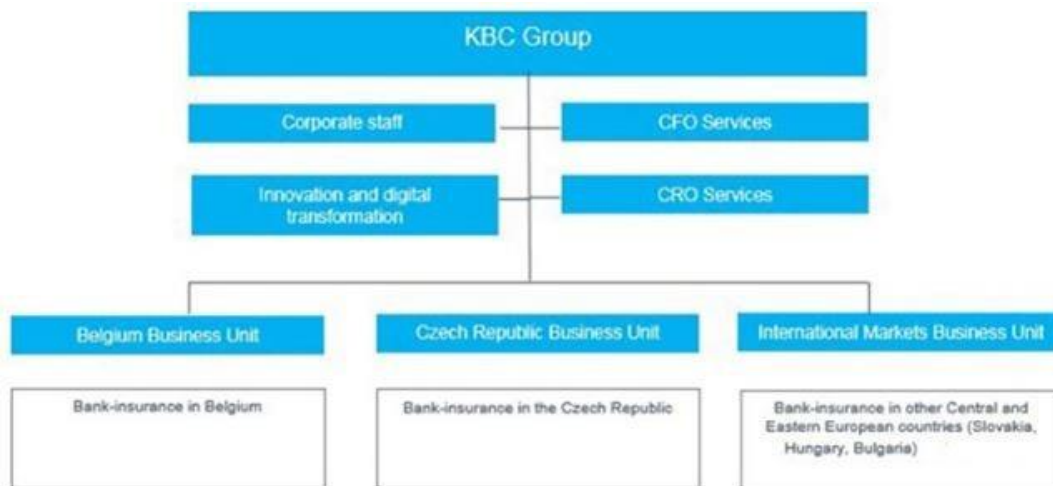 KBC Group
Corporate staff
CFO Services
Innovation and digital
transformation
CRO Services
Belgium Business Unit
Czech Republic Business Unit
International Markets Business Unit
Bank-insurance in Belgium
Bank-insurance in the Czech Republic
Bank-insurance in other Central and
Eastern European countries (Slovakia,
Hungary, Bulgaria)